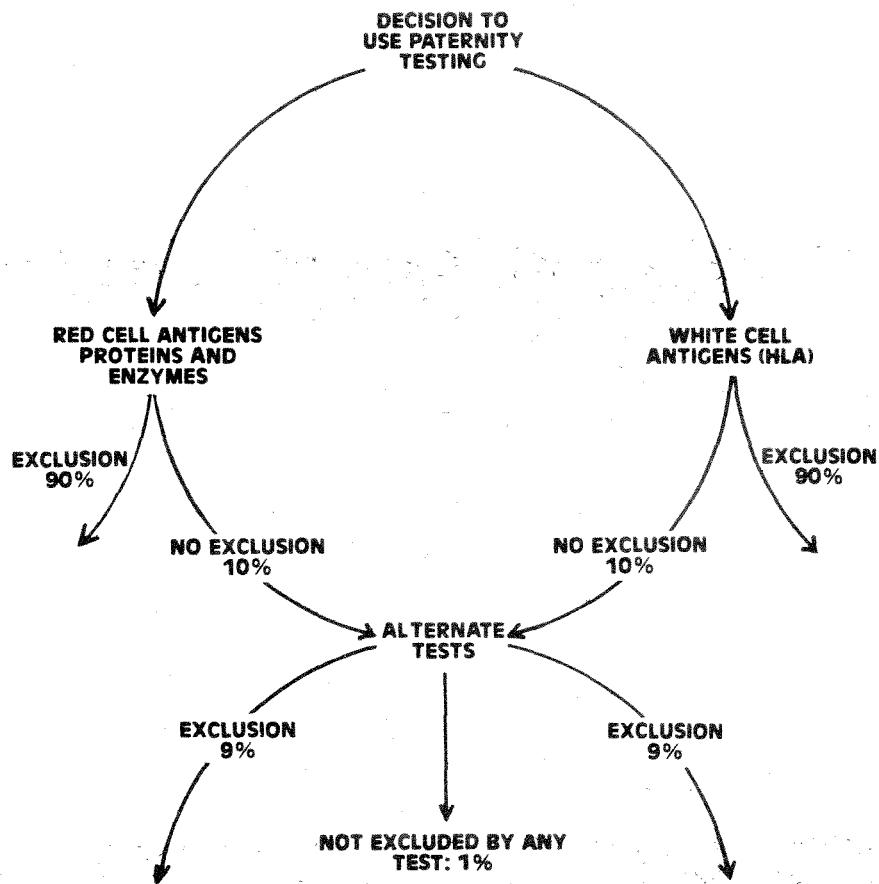 DECISION TO
USE PATERNITY
TESTING
RED CELL ANTIGENS
PROTEINS AND
ENZYMES
WHITE CELL
ANTIGENS (HLA)
EXCLUSION
90%
EXCLUSION
90%
NO EXCLUSION
10%
NO EXCLUSION
10%
ALTERNATE
TESTS
EXCLUSION
9%
EXCLUSION
9%
NOT EXCLUDED BY ANY
TEST: 1%